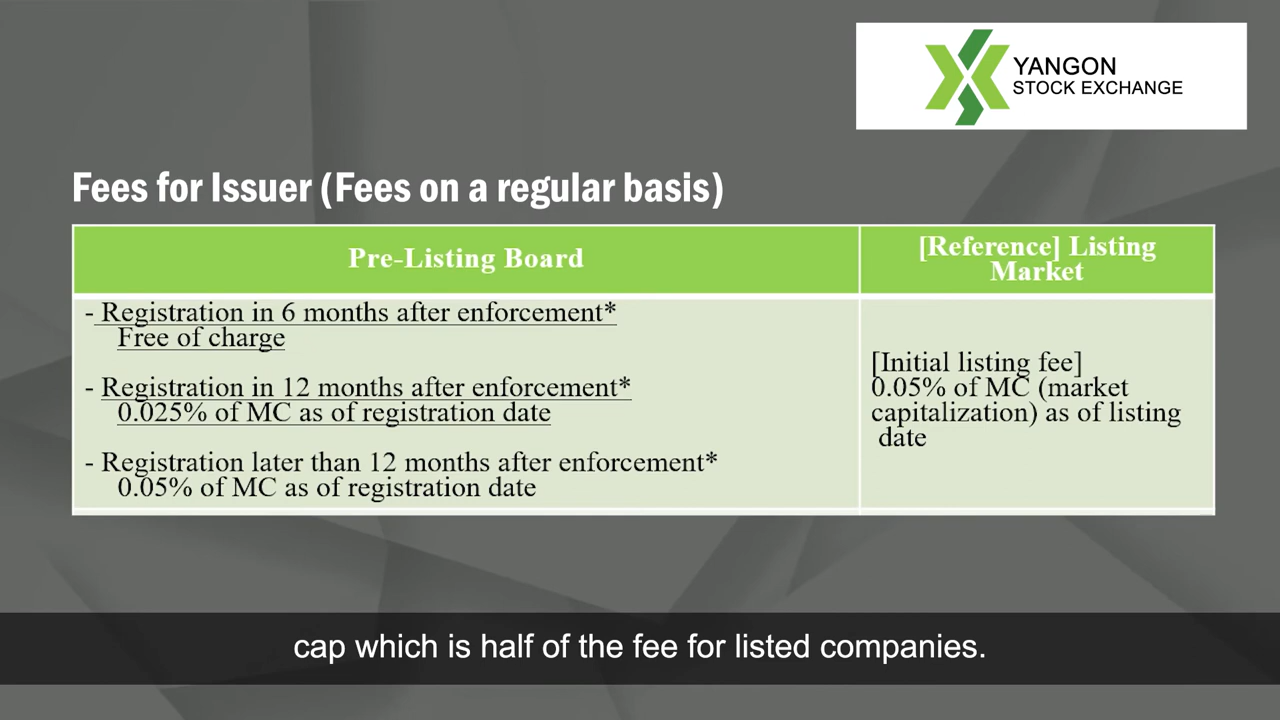 YANGON
STOCK EXCHANGE
Fees for Issuer (Fees on a regular basis)
Pre-Listing Board
[Reference] Listing
Market
- Registration in 6 months after enforcement*
Free of charge
- Registration in 12 months after enforcement*
0.025% of MC as of registration date
- Registration later than 12 months after enforcement*
0.05% of MC as of registration date
[Initial listing fee]
0.05% of MC (market
capitalization) as of listing
date
cap which is half of the fee for listed companies.